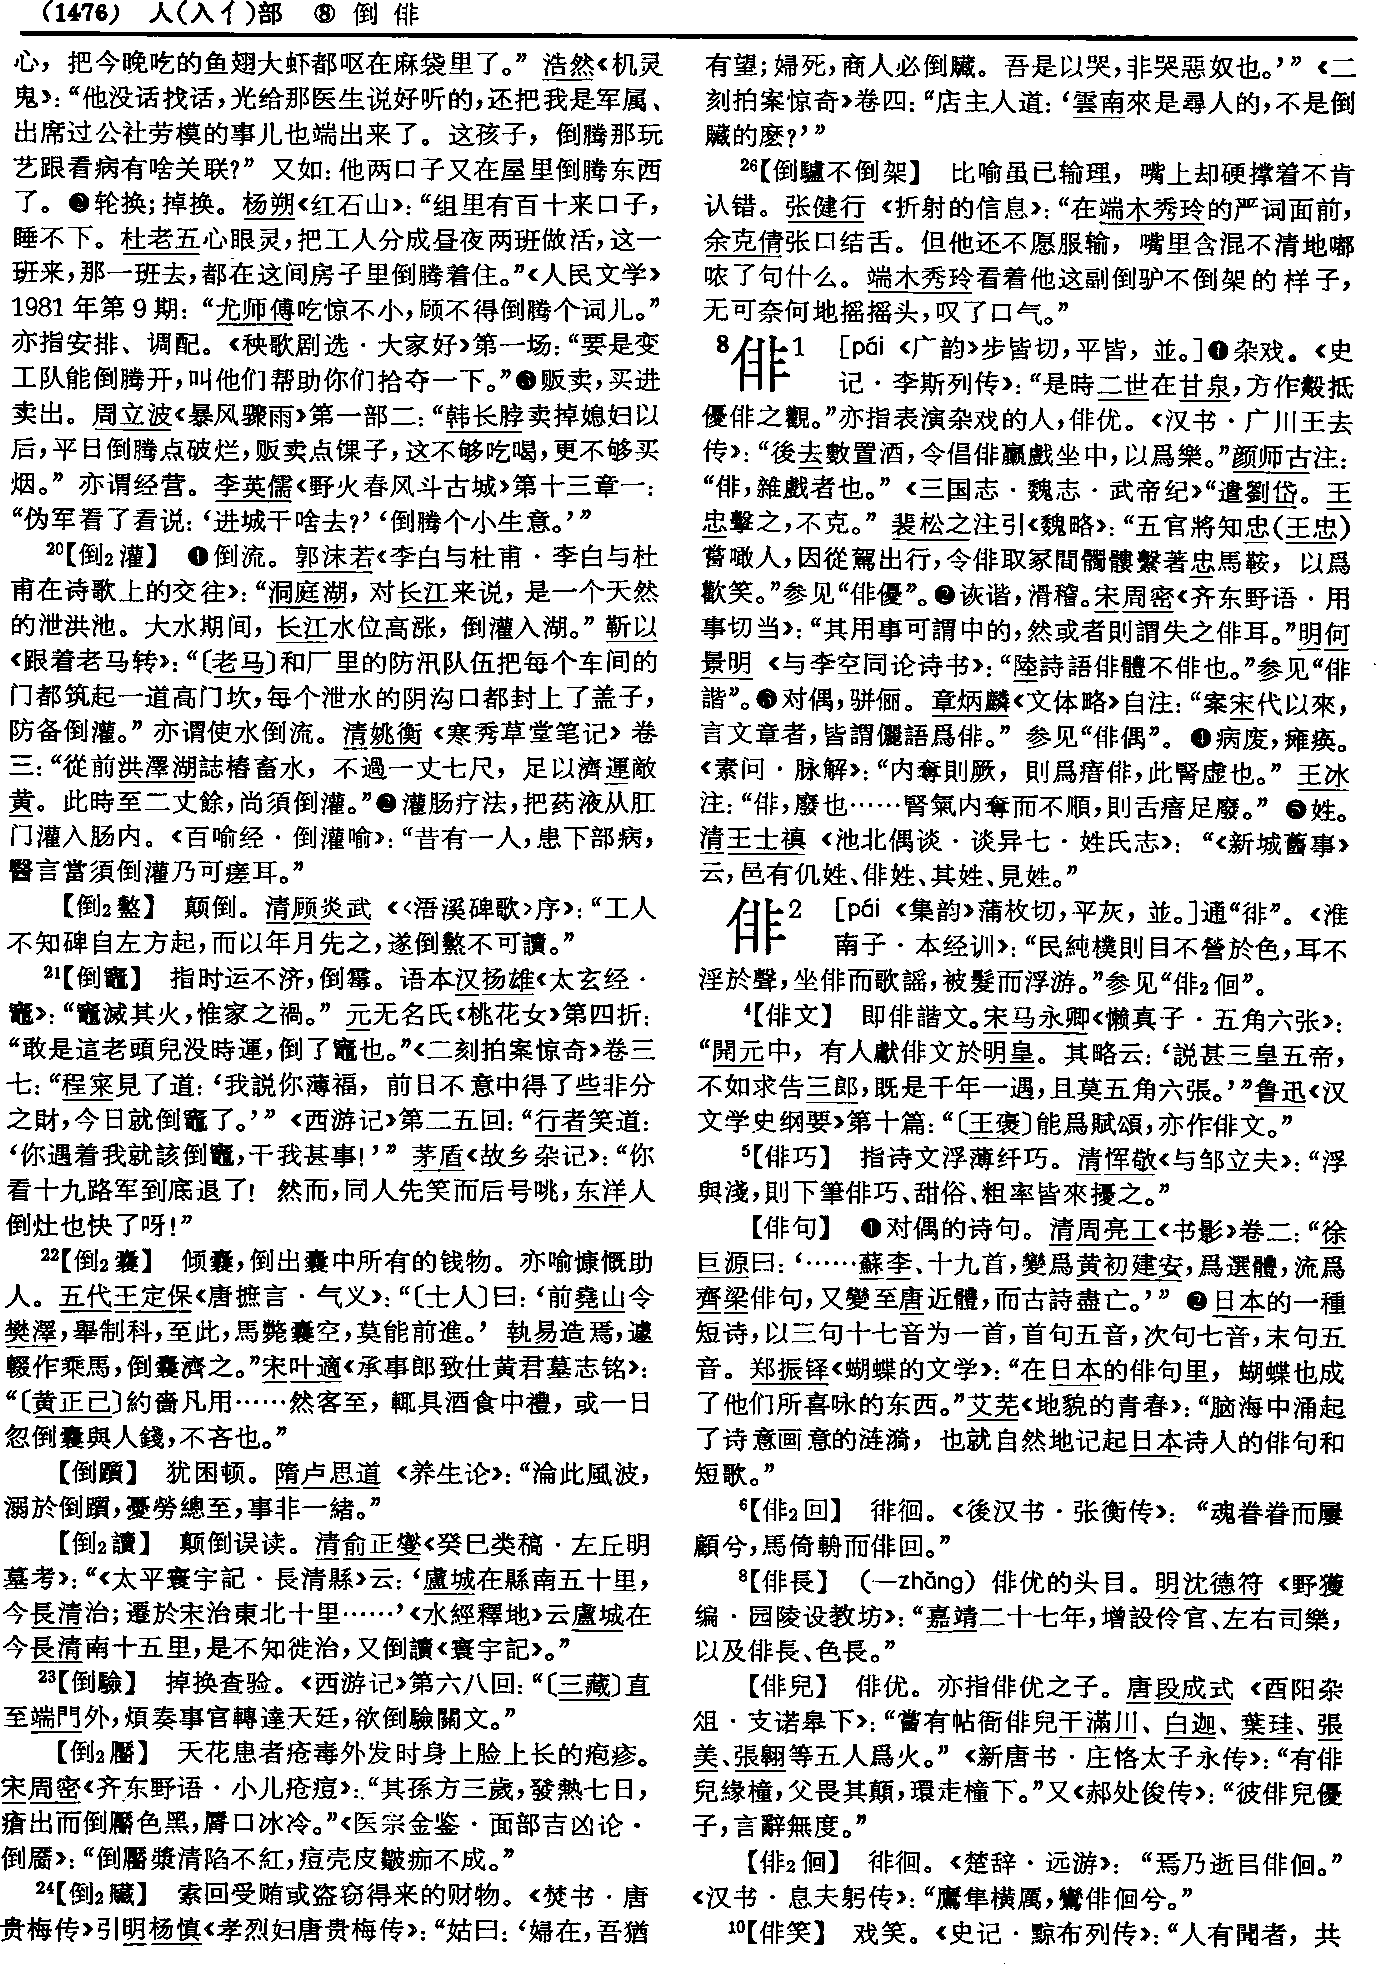 (1476) 人(入亻)部 ⑧ 倒 俳
心，把今晚吃的鱼翅大虾都呕在麻袋里了。” 浩然《机灵
鬼》：“他没话找话，光给那医生说好听的，还把我是军属、
出席过公社劳模的事儿也端出来了。这孩子，倒腾那玩
艺跟看病有啥关联？” 又如：他两口子又在屋里倒腾东西
了。❷轮换；掉换。杨朔《红石山》：“组里有百十来口子，
睡不下。杜老五心眼灵，把工人分成昼夜两班做活，这一
班来，那一班去，都在这间房子里倒腾着住。”《人民文学》
1981 年第 9 期：“尤师傅吃惊不小，顾不得倒腾个词儿。”
亦指安排、调配。《秧歌剧选·大家好》第一场：“要是变
工队能倒腾开，叫他们帮助你们拾夺一下。”❸贩卖，买进
卖出。周立波《暴风骤雨》第一部二：“韩长脖卖掉媳妇以
后，平日倒腾点破烂，贩卖点馃子，这不够吃喝，更不够买
烟。” 亦谓经营。李英儒《野火春风斗古城》第十三章一：
“伪军看了看说：‘进城干啥去？’‘倒腾个小生意。’”
20【倒₂灌】 ❶倒流。郭沫若《李白与杜甫·李白与杜
甫在诗歌上的交往》：“洞庭湖，对长江来说，是一个天然
的泄洪池。大水期间，长江水位高涨，倒灌入湖。” 靳以
《跟着老马转》：“〔老马〕和厂里的防汛队伍把每个车间的
门都筑起一道高门坎，每个泄水的阴沟口都封上了盖子，
防备倒灌。” 亦谓使水倒流。清姚衡《寒秀草堂笔记》卷
三：“從前洪澤湖誌樁畜水，不過一丈七尺，足以濟運敵
黄。此時至二丈餘，尚須倒灌。”❷灌肠疗法，把药液从肛
门灌入肠内。《百喻经·倒灌喻》：“昔有一人，患下部病，
醫言當須倒灌乃可瘥耳。”
【倒₂盭】 颠倒。清顾炎武《〈浯溪碑歌〉序》：“工人
不知碑自左方起，而以年月先之，遂倒盭不可讀。”
21【倒竈】 指时运不济，倒霉。语本汉扬雄《太玄经·
竈》：“竈滅其火，惟家之禍。” 元无名氏《桃花女》第四折：
“敢是這老頭兒没時運，倒了竈也。”《二刻拍案惊奇》卷三
七：“程寀見了道：‘我説你薄福，前日不意中得了些非分
之財，今日就倒竈了。’” 《西游记》第二五回：“行者笑道：
‘你遇着我就該倒竈，干我甚事！’” 茅盾《故乡杂记》：“你
看十九路军到底退了！然而，同人先笑而后号咷，东洋人
倒灶也快了呀！”
22【倒₂囊】 倾囊，倒出囊中所有的钱物。亦喻慷慨助
人。五代王定保《唐摭言·气义》：“〔士人〕曰：‘前堯山令
樊澤，舉制科，至此，馬斃囊空，莫能前進。’ 執易造焉，遽
輟作乘馬，倒囊濟之。”宋叶適《承事郎致仕黄君墓志铭》：
“〔黄正己〕約嗇凡用……然客至，輒具酒食中禮，或一日
忽倒囊與人錢，不吝也。”
【倒躓】 犹困顿。隋卢思道《养生论》：“淪此風波，
溺於倒躓，憂勞總至，事非一緒。”
【倒₂讀】 颠倒误读。清俞正燮《癸巳类稿·左丘明
墓考》：“《太平寰宇記·長清縣》云：‘盧城在縣南五十里，
今長清治；遷於宋治東北十里……’《水經釋地》云盧城在
今長清南十五里，是不知徙治，又倒讀《寰宇記》。”
23【倒驗】 掉换查验。《西游记》第六八回：“〔三藏〕直
至端門外，煩奏事官轉達天廷，欲倒驗關文。”
【倒₂靨】 天花患者疮毒外发时身上脸上长的疱疹。
宋周密《齐东野语·小儿疮痘》：“其孫方三歲，發熱七日，
瘡出而倒靨色黑，脣口冰冷。”《医宗金鉴·面部吉凶论·
倒靨》：“倒靨漿清陷不紅，痘壳皮皺痂不成。”
24【倒₂贓】 索回受贿或盗窃得来的财物。《焚书·唐
贵梅传》引明杨慎《孝烈妇唐贵梅传》：“姑曰：‘婦在，吾猶
有望；婦死，商人必倒贓。吾是以哭，非哭惡奴也。’” 《二
刻拍案惊奇》卷四：“店主人道：‘雲南來是尋人的，不是倒
贓的麽？’”
26【倒驢不倒架】 比喻虽已输理，嘴上却硬撑着不肯
认错。张健行《折射的信息》：“在端木秀玲的严词面前，
余克倩张口结舌。但他还不愿服输，嘴里含混不清地嘟
哝了句什么。端木秀玲看着他这副倒驴不倒架的样子，
无可奈何地摇摇头，叹了口气。”
8俳1 ［pái 《广韵》步皆切，平皆，並。］❶杂戏。《史
记·李斯列传》：“是時二世在甘泉，方作觳抵
優俳之觀。”亦指表演杂戏的人，俳优。《汉书·广川王去
传》：“後去數置酒，令倡俳臝戲坐中，以爲樂。”颜师古注：
“俳，雜戲者也。” 《三国志·魏志·武帝纪》“遣劉岱。王
忠擊之，不克。” 裴松之注引《魏略》：“五官將知忠（王忠）
嘗噉人，因從駕出行，令俳取冢間髑髏繫著忠馬鞍，以爲
歡笑。”参见“俳優”。❷诙谐，滑稽。宋周密《齐东野语·用
事切当》：“其用事可謂中的，然或者則謂失之俳耳。”明何
景明《与李空同论诗书》：“陸詩語俳體不俳也。”参见“俳
諧”。❸对偶，骈俪。章炳麟《文体略》自注：“案宋代以來，
言文章者，皆謂儷語爲俳。” 参见“俳偶”。❹病废，瘫痪。
《素问·脉解》：“内奪則厥，則爲瘖俳，此腎虚也。” 王冰
注：“俳，廢也……腎氣内奪而不順，則舌瘖足廢。” ❺姓。
清王士禛《池北偶谈·谈异七·姓氏志》：“《新城舊事》
云，邑有仉姓、俳姓、其姓、見姓。”
俳2 ［pái 《集韵》蒲枚切，平灰，並。］通“徘”。《淮
南子·本经训》：“民純樸則目不營於色，耳不
淫於聲，坐俳而歌謡，被髮而浮游。”参见“俳₂佪”。
4【俳文】 即俳諧文。宋马永卿《懒真子·五角六张》：
“開元中，有人獻俳文於明皇。其略云：‘説甚三皇五帝，
不如求告三郎，既是千年一遇，且莫五角六張。’”鲁迅《汉
文学史纲要》第十篇：“〔王褒〕能爲賦頌，亦作俳文。”
5【俳巧】 指诗文浮薄纤巧。清恽敬《与邹立夫》：“浮
與淺，則下筆俳巧、甜俗、粗率皆來擾之。”
【俳句】 ❶对偶的诗句。清周亮工《书影》卷二：“徐
巨源曰：‘……蘇李、十九首，變爲黄初建安，爲選體，流爲
齊梁俳句，又變至唐近體，而古詩盡亡。’” ❷日本的一種
短诗，以三句十七音为一首，首句五音，次句七音，末句五
音。郑振铎《蝴蝶的文学》：“在日本的俳句里，蝴蝶也成
了他们所喜咏的东西。”艾芜《地貌的青春》：“脑海中涌起
了诗意画意的涟漪，也就自然地记起日本诗人的俳句和
短歌。”
6【俳₂回】 徘徊。《後汉书·张衡传》：“魂眷眷而屢
顧兮，馬倚輈而俳回。”
8【俳長】 （—zhǎng）俳优的头目。明沈德符《野獲
编·园陵设教坊》：“嘉靖二十七年，增設伶官、左右司樂，
以及俳長、色長。”
【俳兒】 俳优。亦指俳优之子。唐段成式《酉阳杂
俎·支诺皋下》：“嘗有帖衙俳兒干滿川、白迦、葉珪、張
美、張翱等五人爲火。” 《新唐书·庄恪太子永传》：“有俳
兒緣橦，父畏其顛，環走橦下。”又《郝处俊传》：“彼俳兒優
子，言辭無度。”
【俳₂佪】 徘徊。《楚辞·远游》：“焉乃逝目俳佪。”
《汉书·息夫躬传》：“鷹隼横厲，鸞俳佪兮。”
10【俳笑】 戏笑。《史记·黥布列传》：“人有聞者，共